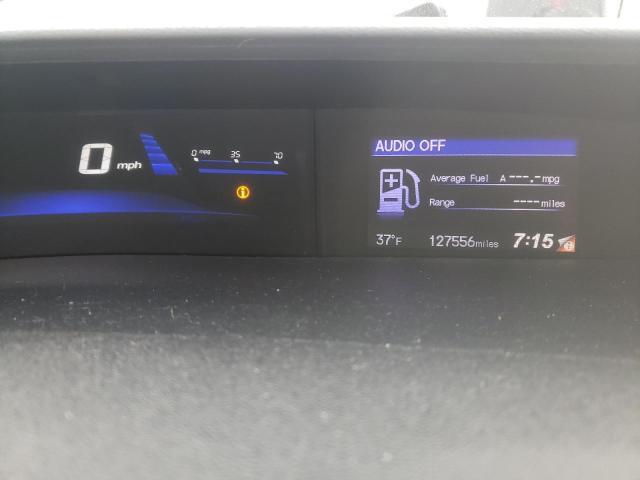 0 mph
0 mpg 35 70
AUDIO OFF
Average Fuel A ---.- mpg
Range ---- miles
37°F 127556 miles 7:15